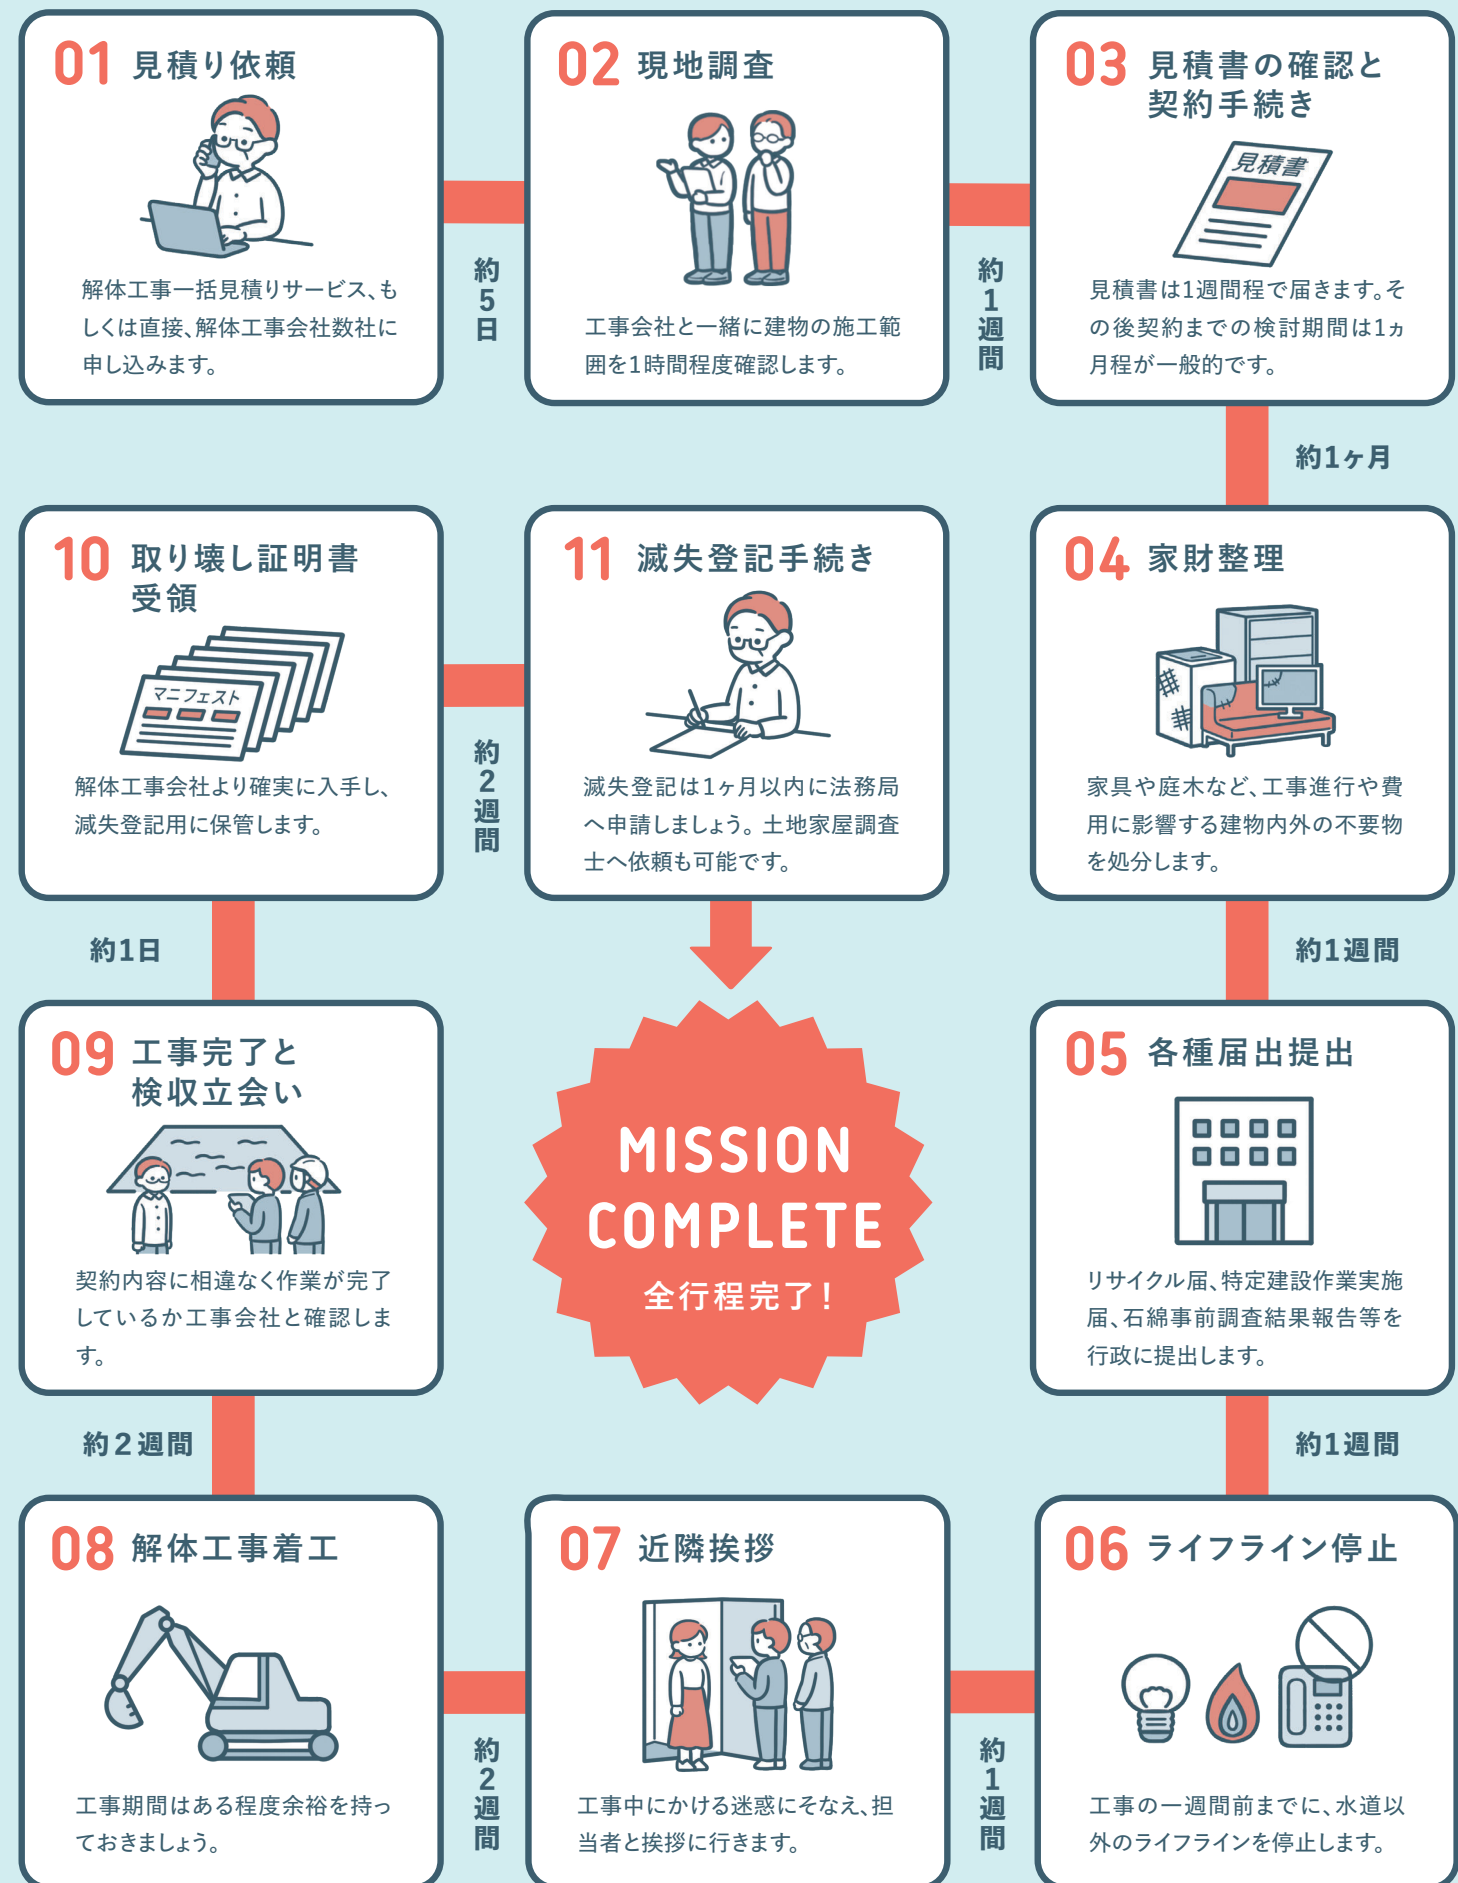 01 見積り依頼
解体工事一括見積りサービス、も
しくは直接、解体工事会社数社に
申し込みます。
約5日
02 現地調査
工事会社と一緒に建物の施工範
囲を1時間程度確認します。
約1週間
03 見積書の確認と
契約手続き
見積書
見積書は1週間程で届きます。そ
の後契約までの検討期間は1ヵ
月程が一般的です。
約1ヶ月
04 家財整理
家具や庭木など、工事進行や費
用に影響する建物内外の不要物
を処分します。
約1週間
05 各種届出提出
リサイクル届、特定建設作業実施
届、石綿事前調査結果報告等を
行政に提出します。
約1週間
06 ライフライン停止
工事の一週間前までに、水道以
外のライフラインを停止します。
約1週間
07 近隣挨拶
工事中にかける迷惑にそなえ、担
当者と挨拶に行きます。
約2週間
08 解体工事着工
工事期間はある程度余裕を持っ
ておきましょう。
約2週間
09 工事完了と
検収立会い
契約内容に相違なく作業が完了
しているか工事会社と確認しま
す。
約1日
10 取り壊し証明書
受領
マニフェスト
解体工事会社より確実に入手し、
滅失登記用に保管します。
約2週間
11 滅失登記手続き
滅失登記は1ヶ月以内に法務局
へ申請しましょう。土地家屋調査
士へ依頼も可能です。
MISSION
COMPLETE
全行程完了!